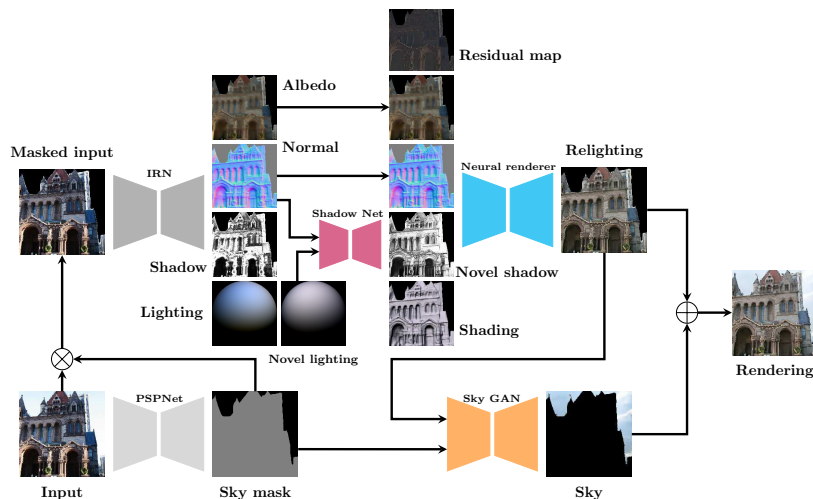 Residual map
Albedo
Masked input
Normal
Relighting
IRN
Neural renderer
Shadow Net
Shadow
Novel shadow
Lighting
Shading
Novel lighting
Rendering
PSPNet
Sky GAN
Input
Sky mask
Sky